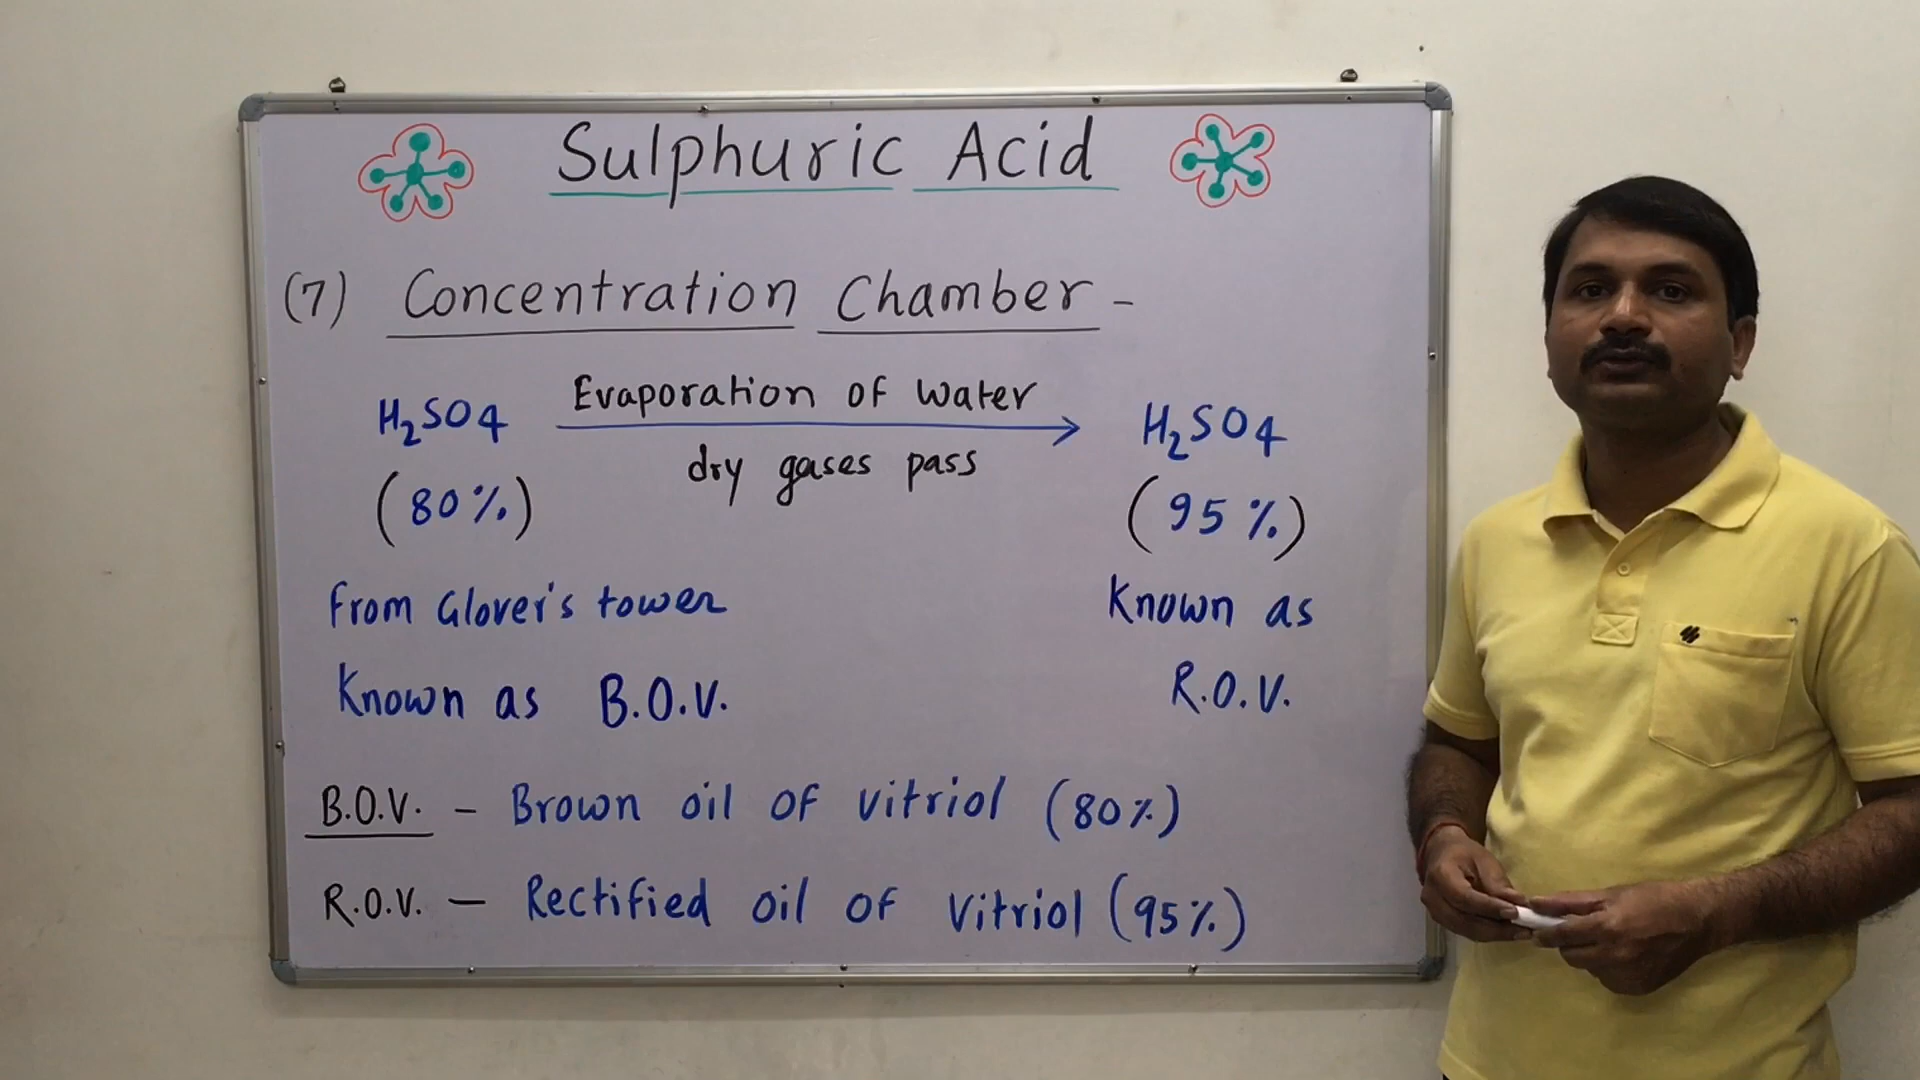 Sulphuric Acid
(7) Concentration Chamber -
Evaporation of water
H₂SO₄ H₂SO₄
dry gases pass
(80%) (95%)
From Glover's tower Known as
Known as B.O.V. R.O.V.
B.O.V. - Brown oil of vitriol (80%)
R.O.V. - Rectified oil of vitriol (95%)